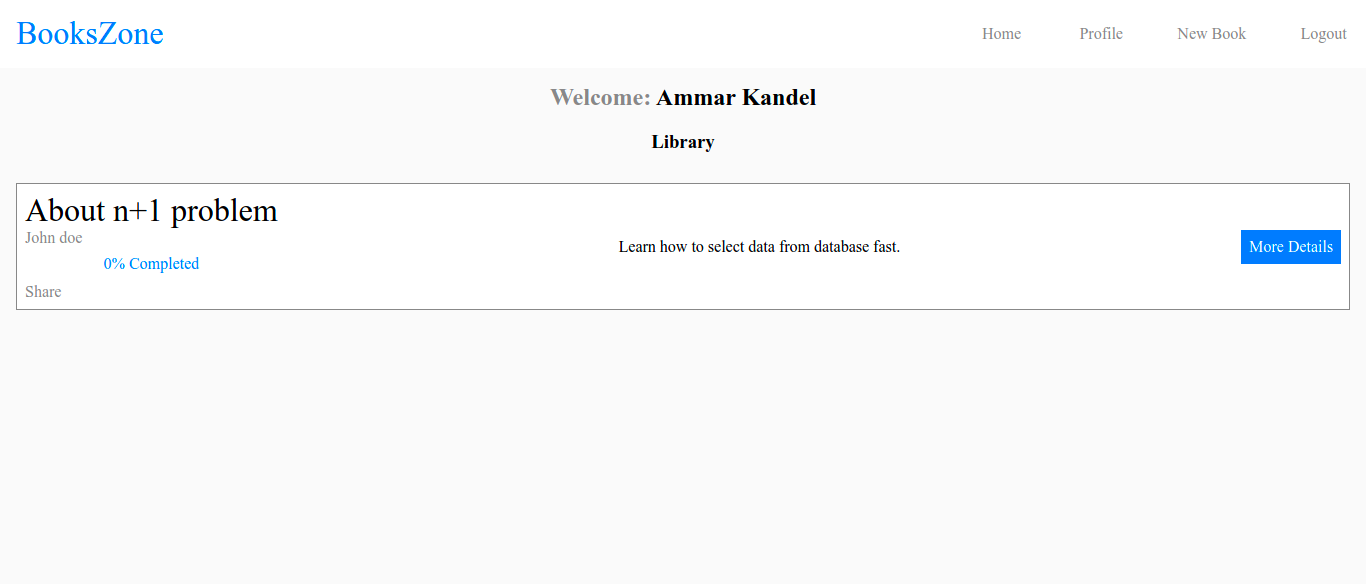 BooksZone
Home Profile New Book Logout
Welcome: Ammar Kandel
Library
About n+1 problem
John doe
Learn how to select data from database fast.
More Details
0% Completed
Share